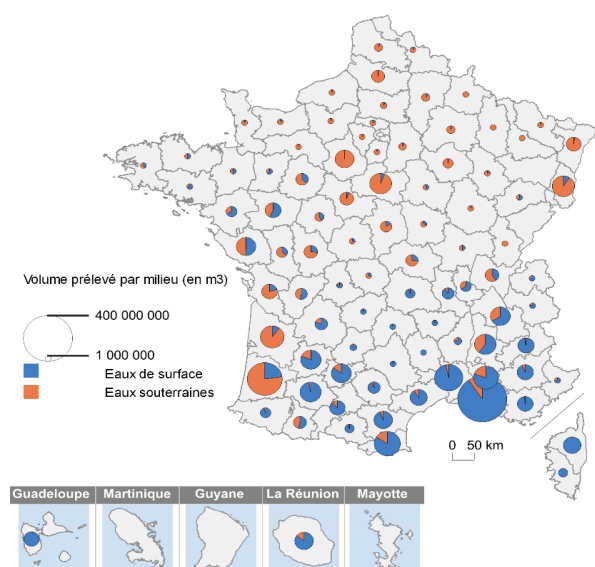 Volume prélevé par milieu (en m3)
400 000 000
1 000 000
Eaux de surface
Eaux souterraines
0 50 km
Guadeloupe Martinique Guyane La Réunion Mayotte